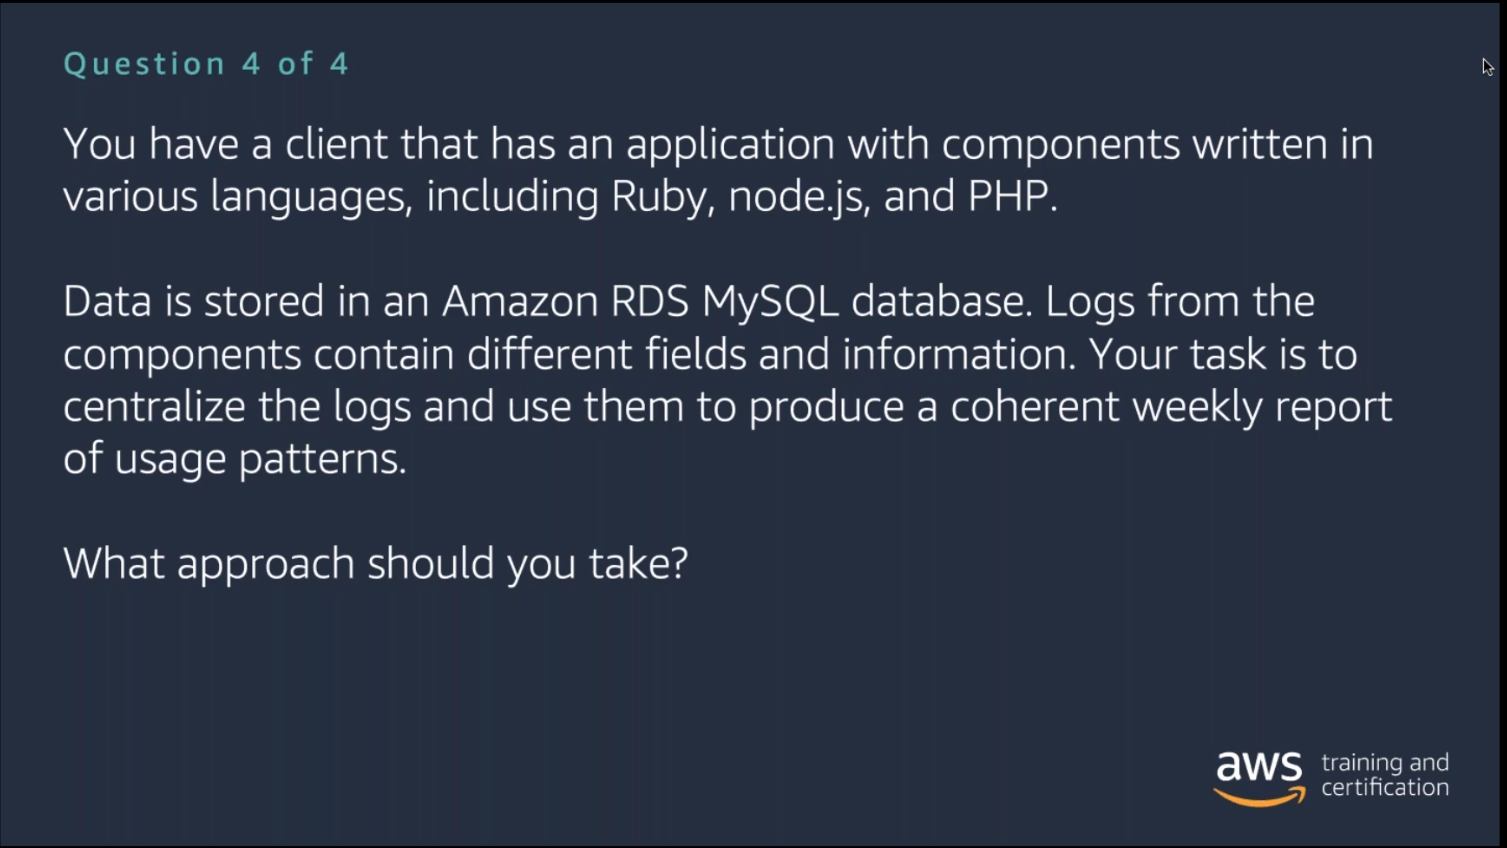 Question 4 of 4
You have a client that has an application with components written in
various languages, including Ruby, node.js, and PHP.
Data is stored in an Amazon RDS MySQL database. Logs from the
components contain different fields and information. Your task is to
centralize the logs and use them to produce a coherent weekly report
of usage patterns.
What approach should you take?
aws training and
certification